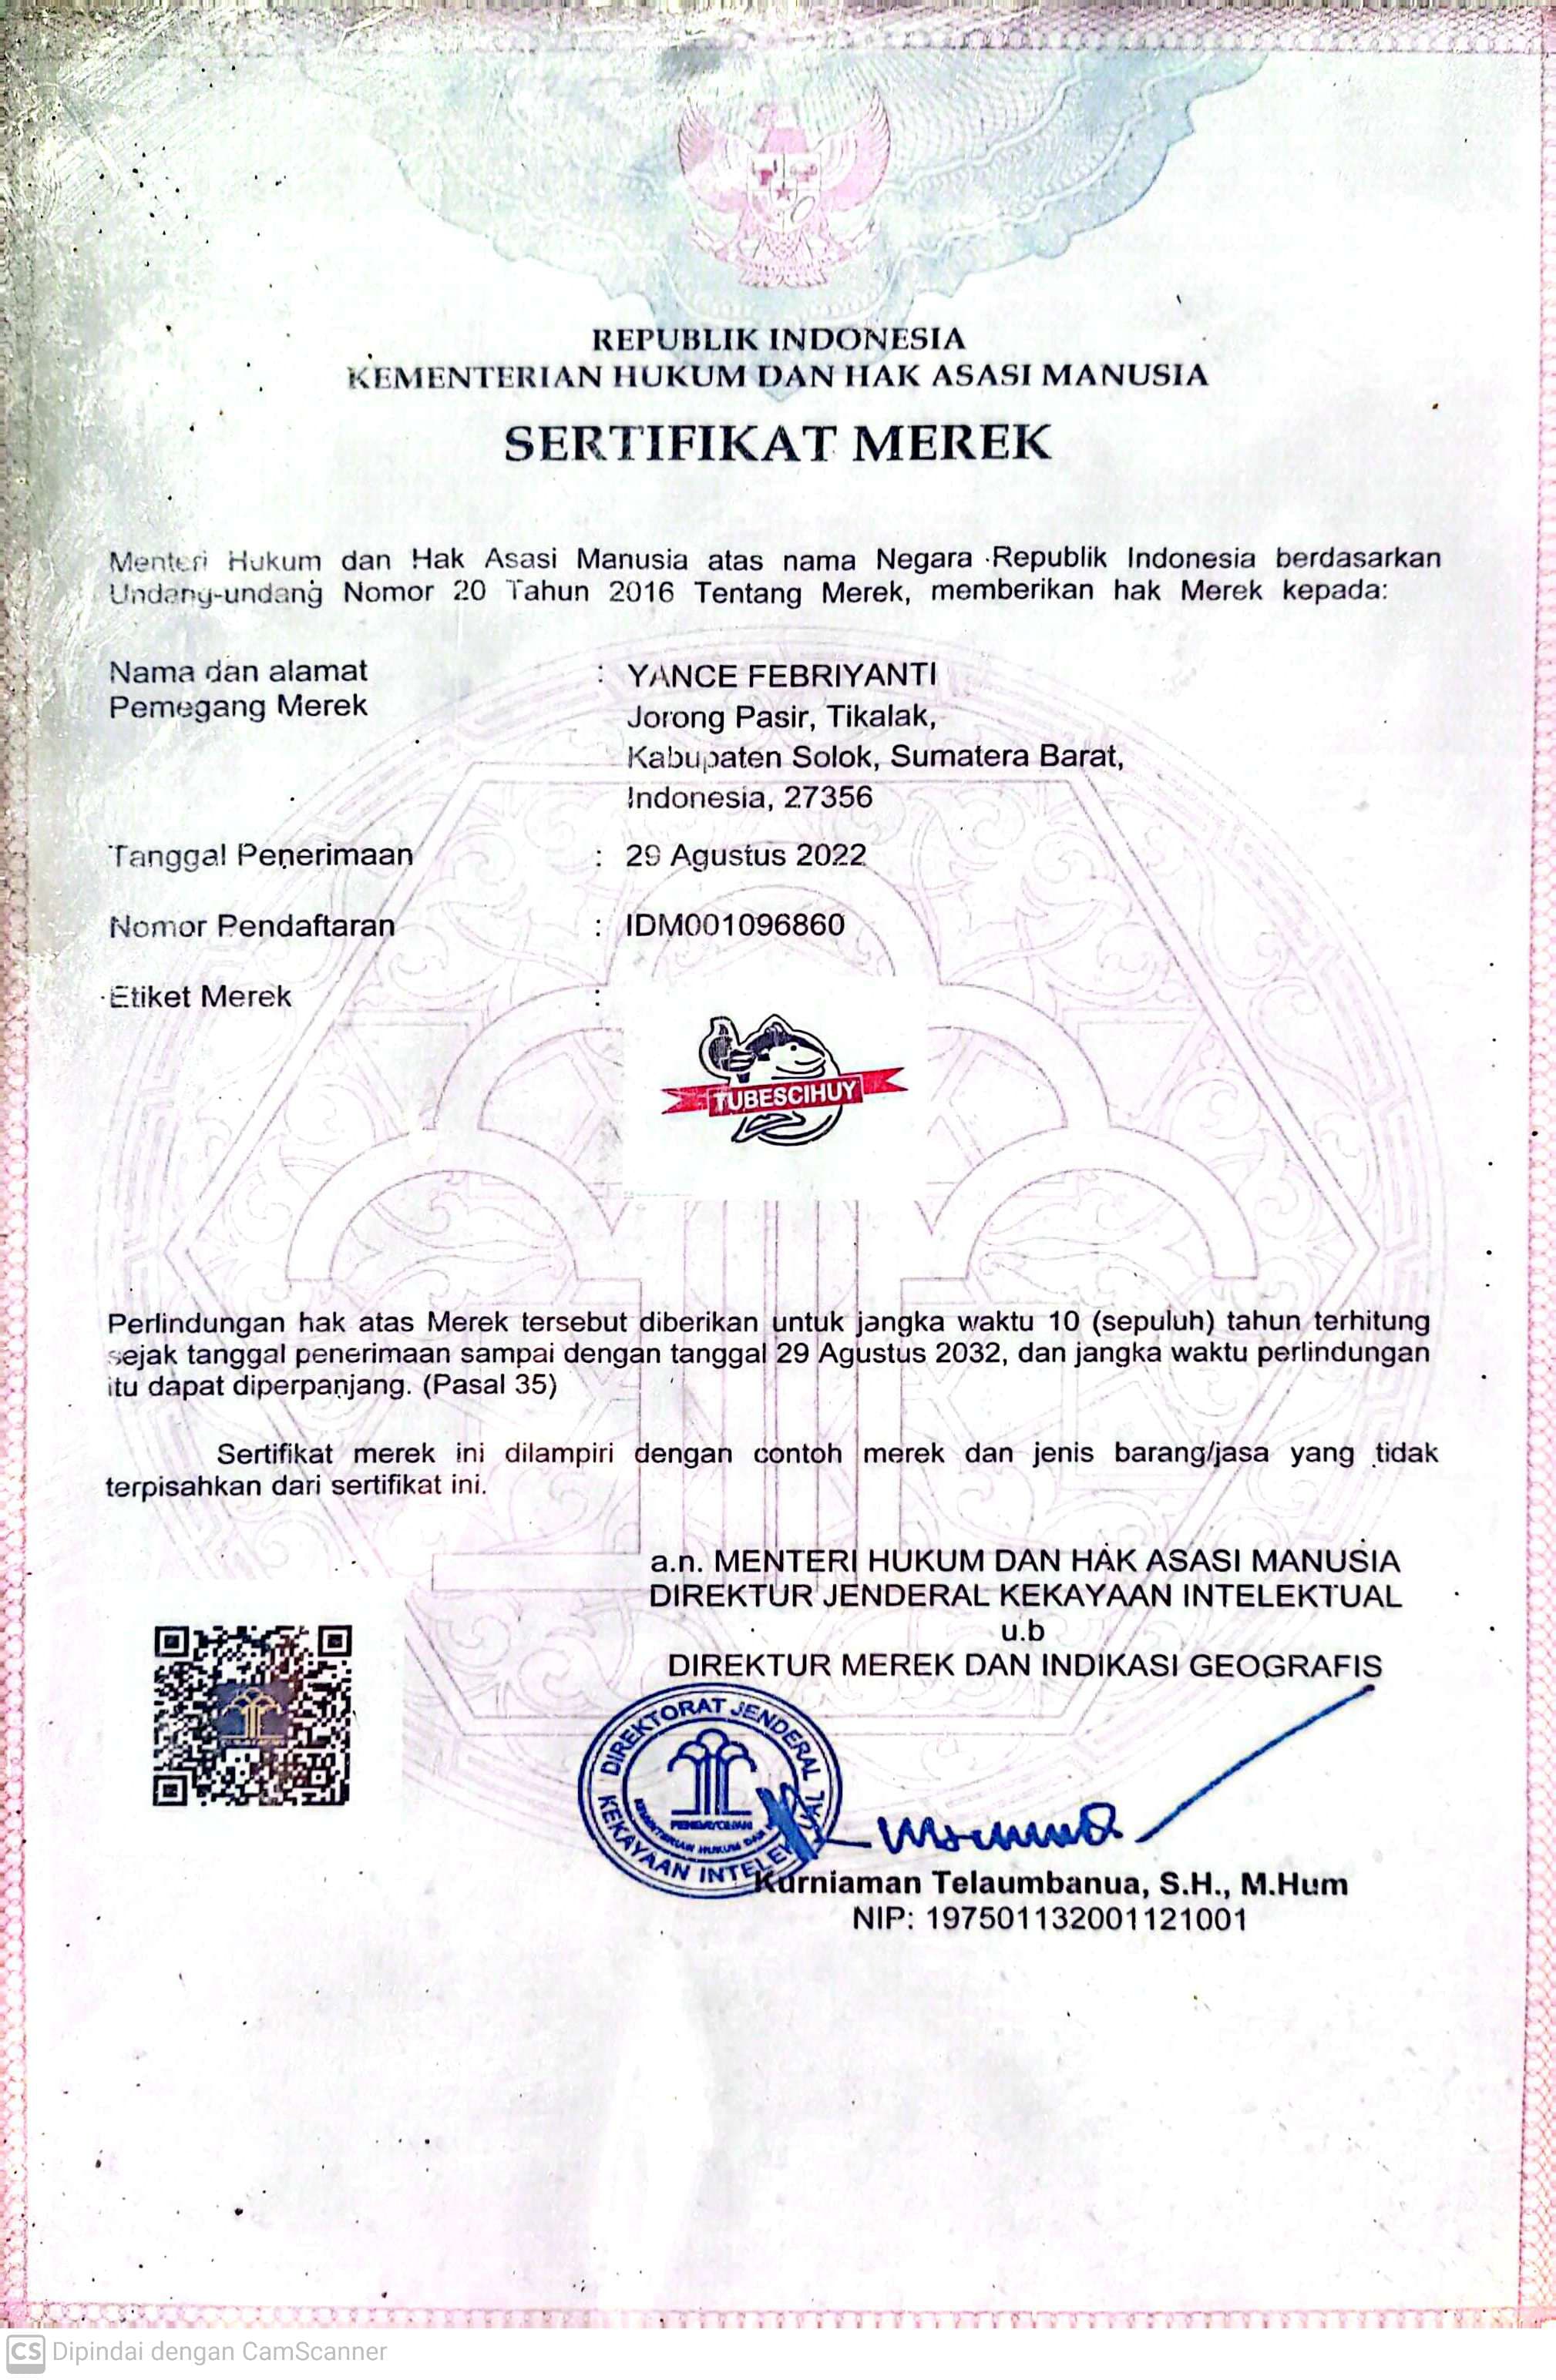 REPUBLIK INDONESIA
KEMENTERIAN HUKUM DAN HAK ASASI MANUSIA
SERTIFIKAT MEREK
Menteri Hukum dan Hak Asasi Manusia atas nama Negara Republik Indonesia berdasarkan
Undang-undang Nomor 20 Tahun 2016 Tentang Merek, memberikan hak Merek kepada:
Nama dan alamat : YANCE FEBRIYANTI
Pemegang Merek Jorong Pasir, Tikalak,
Kabupaten Solok, Sumatera Barat,
Indonesia, 27356
Tanggal Penerimaan : 29 Agustus 2022
Nomor Pendaftaran : IDM001096860
Etiket Merek :
TUBESCIHUY
Perlindungan hak atas Merek tersebut diberikan untuk jangka waktu 10 (sepuluh) tahun terhitung
sejak tanggal penerimaan sampai dengan tanggal 29 Agustus 2032, dan jangka waktu perlindungan
itu dapat diperpanjang. (Pasal 35)
Sertifikat merek ini dilampiri dengan contoh merek dan jenis barang/jasa yang tidak
terpisahkan dari sertifikat ini.
a.n. MENTERI HUKUM DAN HAK ASASI MANUSIA
DIREKTUR JENDERAL KEKAYAAN INTELEKTUAL
u.b
DIREKTUR MEREK DAN INDIKASI GEOGRAFIS
DIREKTORAT JENDERAL
KEKAYAAN
PENGAYOMAN
KEMENTERIAN HUKUM DAN
Kurniaman Telaumbanua, S.H., M.Hum
NIP: 197501132001121001
CS Dipindai dengan CamScanner